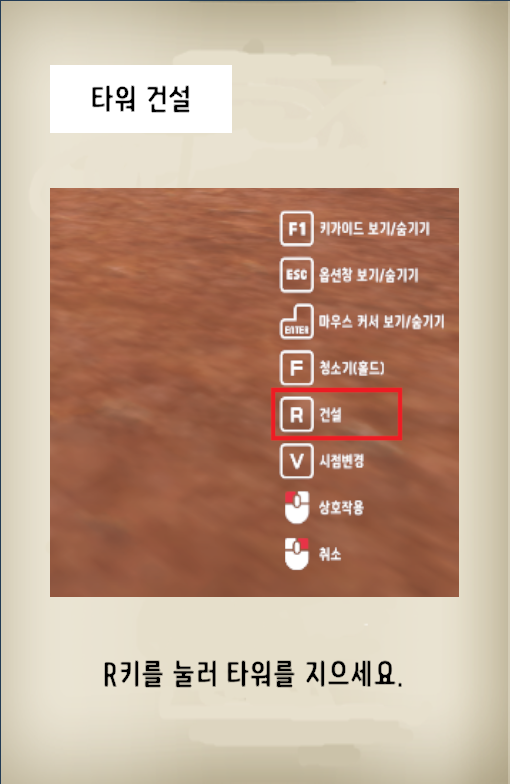 타워 건설
F1 키가이드 보기/숨기기
ESC 옵션창 보기/숨기기
ENTER 마우스 커서 보기/숨기기
F 청소기(홀드)
R 건설
V 시점변경
상호작용
취소
R키를 눌러 타워를 지으세요.